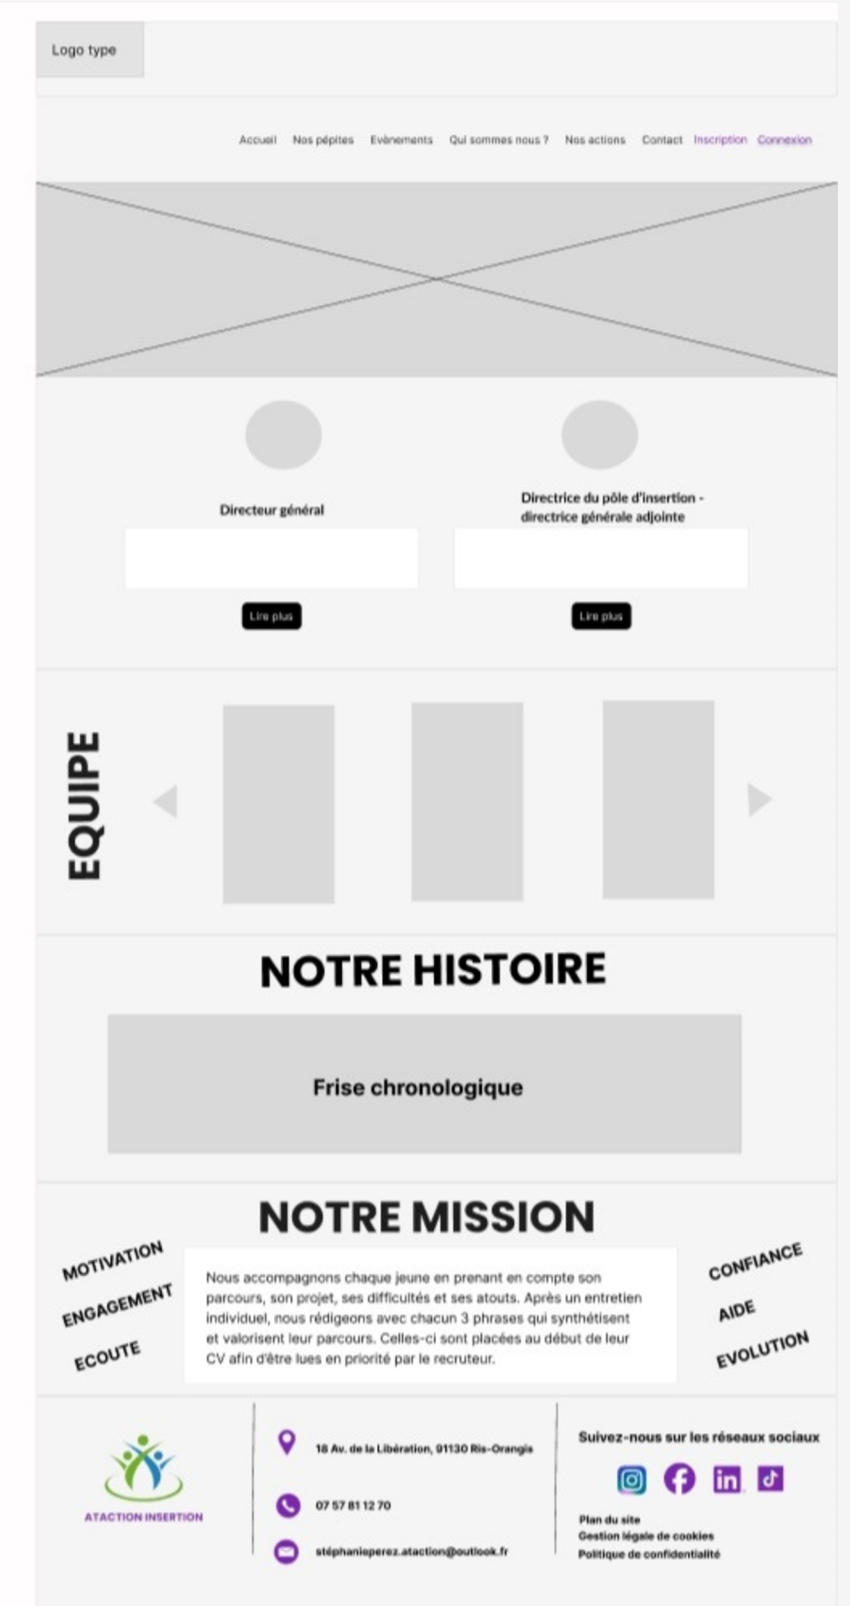 Logo type
Accueil Nos pépites Evènements Qui sommes nous ? Nos actions Contact Inscription Connexion
Directeur général
Directrice du pôle d'insertion -
directrice générale adjointe
Lire plus
Lire plus
EQUIPE
NOTRE HISTOIRE
Frise chronologique
NOTRE MISSION
MOTIVATION
ENGAGEMENT
ECOUTE
Nous accompagnons chaque jeune en prenant en compte son
parcours, son projet, ses difficultés et ses atouts. Après un entretien
individuel, nous rédigeons avec chacun 3 phrases qui synthétisent
et valorisent leur parcours. Celles-ci sont placées au début de leur
CV afin d'être lues en priorité par le recruteur.
CONFIANCE
AIDE
EVOLUTION
ATACTION INSERTION
18 Av. de la Libération, 91130 Ris-Orangis
07 57 81 12 70
stéphanieperez.ataction@outlook.fr
Suivez-nous sur les réseaux sociaux
Plan du site
Gestion légale de cookies
Politique de confidentialité